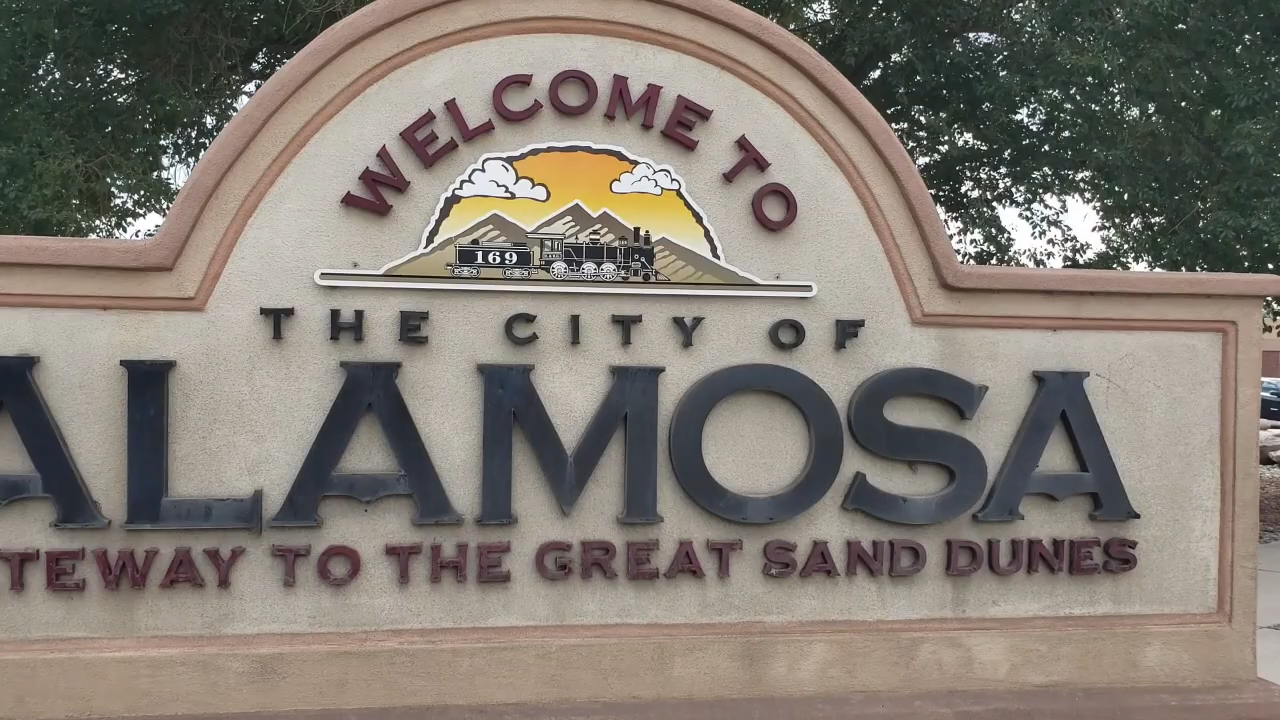 WELCOME TO
169
THE CITY OF
ALAMOSA
TEWAY TO THE GREAT SAND DUNES